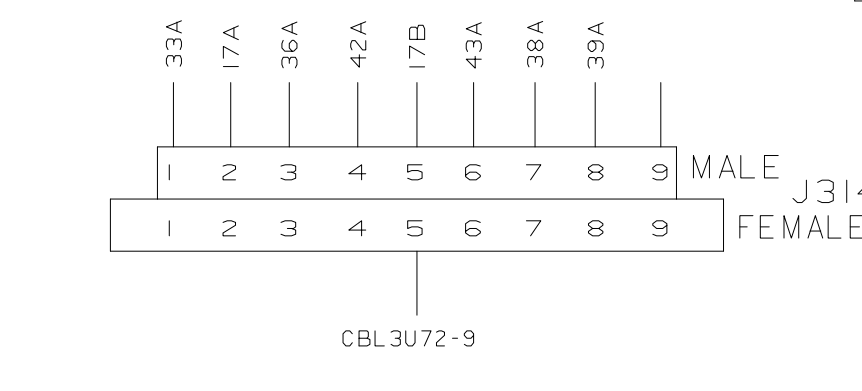 33A 17A 36A 42A 17B 43A 38A 39A
1 2 3 4 5 6 7 8 9 MALE
J314
1 2 3 4 5 6 7 8 9 FEMALE
CBL3U72-9